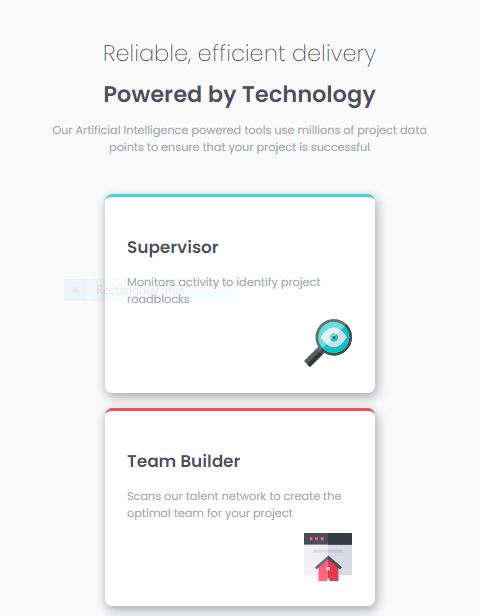 Reliable, efficient delivery
Powered by Technology
Our Artificial Intelligence powered tools use millions of project data
points to ensure that your project is successful
Supervisor
Monitors activity to identify project
roadblocks
Rectangular Snip
Team Builder
Scans our talent network to create the
optimal team for your project